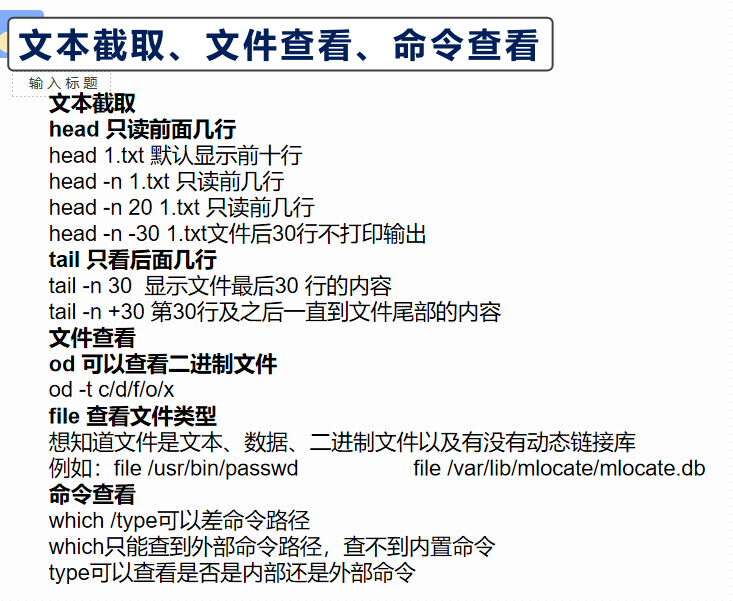 文本截取、文件查看、命令查看
输入标题
文本截取
head 只读前面几行
head 1.txt 默认显示前十行
head -n 1.txt 只读前几行
head -n 20 1.txt 只读前几行
head -n -30 1.txt文件后30行不打印输出
tail 只看后面几行
tail -n 30  显示文件最后30 行的内容
tail -n +30 第30行及之后一直到文件尾部的内容
文件查看
od 可以查看二进制文件
od -t c/d/f/o/x
file 查看文件类型
想知道文件是文本、数据、二进制文件以及有没有动态链接库
例如：file /usr/bin/passwd file /var/lib/mlocate/mlocate.db
命令查看
which /type可以差命令路径
which只能查到外部命令路径，查不到内置命令
type可以查看是否是内部还是外部命令